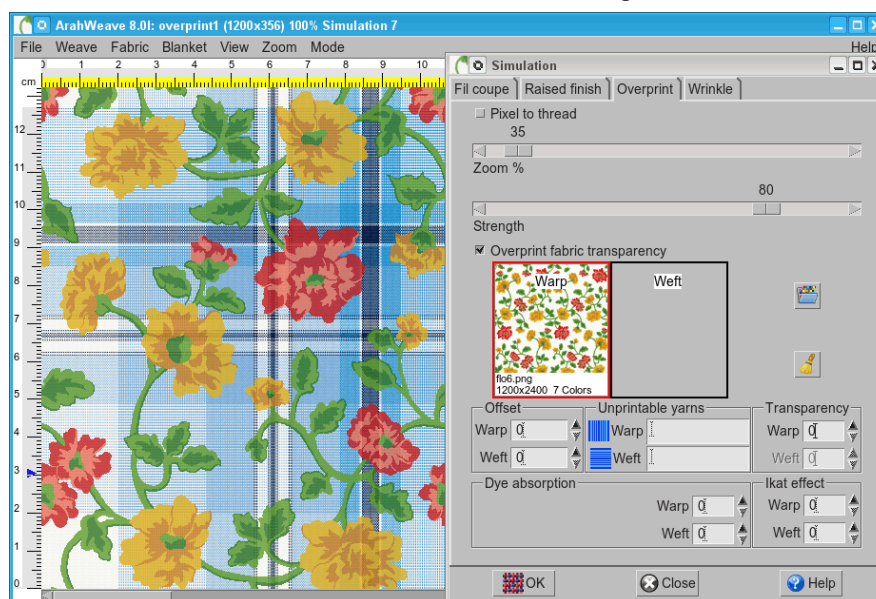 ArahWeave 8.0l: overprint1 (1200x356) 100% Simulation 7
File Weave Fabric Blanket View Zoom Mode Help
1 2 3 4 5 6 7 8 9 10
cm
12
11
10
9
8
7
6
5
4
3
2
1
0
Simulation
Fil coupe Raised finish Overprint Wrinkle
Pixel to thread
35
Zoom %
80
Strength
Overprint fabric transparency
Warp Weft
flo6.png
1200x2400 7 Colors
Offset Unprintable yarns Transparency
Warp 0 Warp Warp 0
Weft 0 Weft Weft 0
Dye absorption Ikat effect
Warp 0 Warp 0
Weft 0 Weft 0
OK Close Help